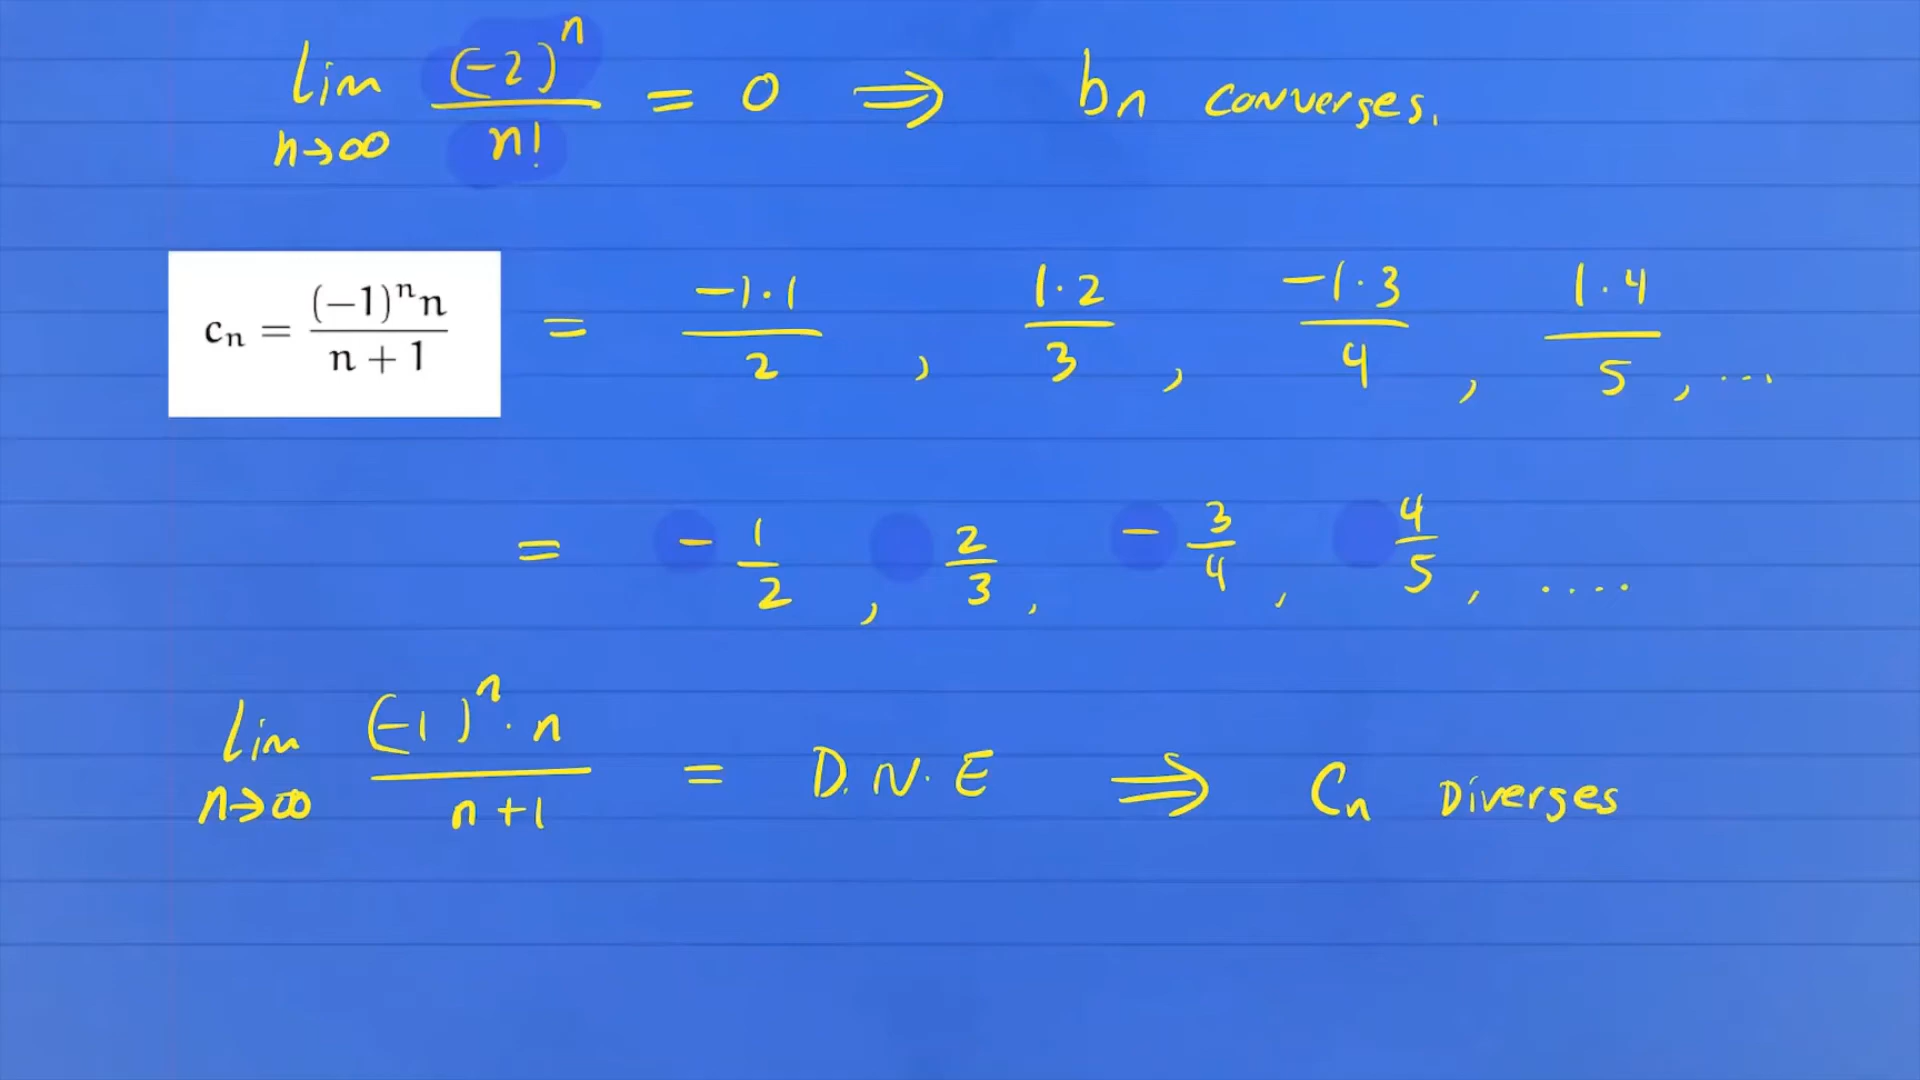 lim n→∞ (-2)^n / n! = 0 ⟹ bn converges.
cₙ = (−1)ⁿn / n + 1 = -1·1 / 2 , 1·2 / 3 , -1·3 / 4 , 1·4 / 5 , ...
= - 1/2 , 2/3 , - 3/4 , 4/5 , ....
lim n→∞ (-1)^n · n / n+1 = D.N.E ⟹ Cn Diverges